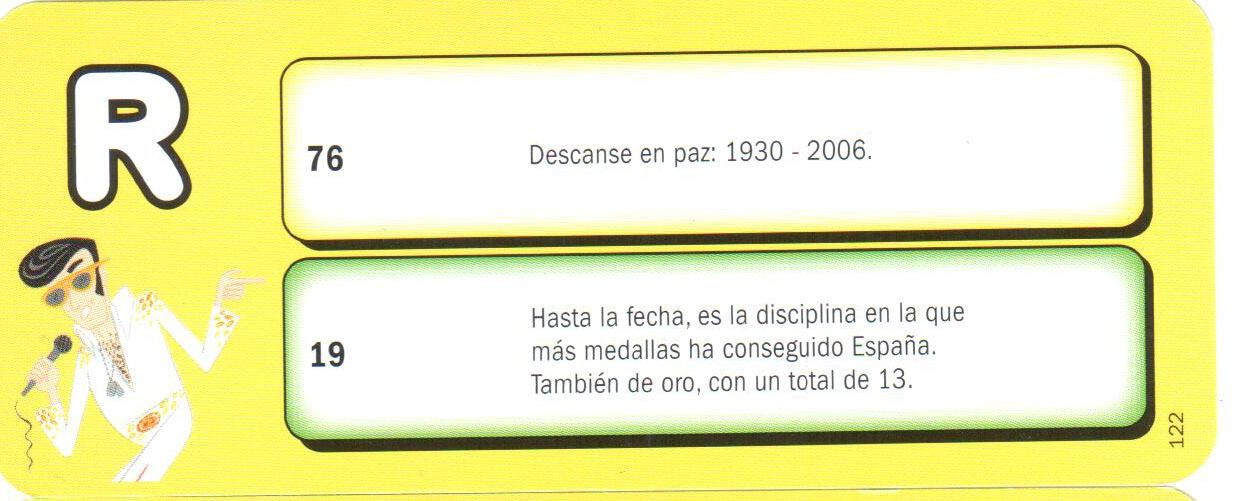 R
76
Descanse en paz: 1930 - 2006.
19
Hasta la fecha, es la disciplina en la que
más medallas ha conseguido España.
También de oro, con un total de 13.
122